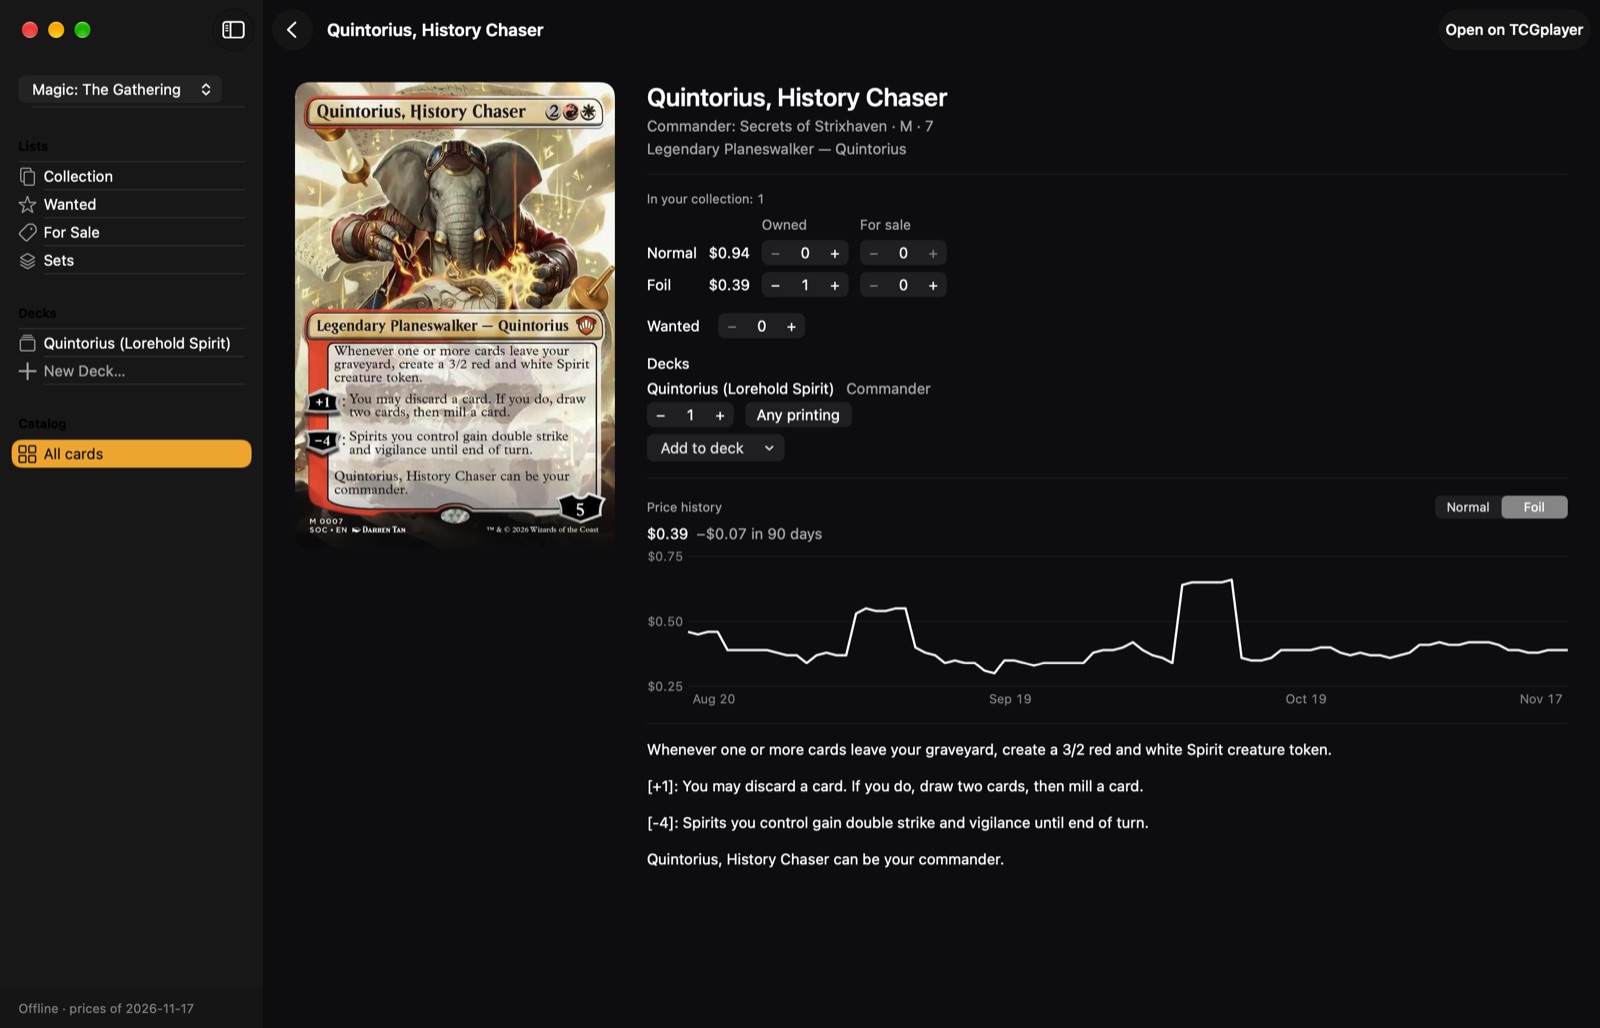 Quintorius, History Chaser
Open on TCGplayer
Magic: The Gathering
Lists
Collection
Wanted
For Sale
Sets
Decks
Quintorius (Lorehold Spirit)
New Deck...
Catalog
All cards
Offline · prices of 2026-11-17
Quintorius, History Chaser
2
Legendary Planeswalker — Quintorius
Whenever one or more cards leave your
graveyard, create a 3/2 red and white Spirit
creature token.
+1 : You may discard a card. If you do, draw
two cards, then mill a card.
−4 : Spirits you control gain double strike
and vigilance until end of turn.
Quintorius, History Chaser can be your
commander.
5
M 0007
SOC • EN DARREN TAN
™ & © 2026 Wizards of the Coast
Quintorius, History Chaser
Commander: Secrets of Strixhaven · M · 7
Legendary Planeswalker — Quintorius
In your collection: 1
Owned For sale
Normal $0.94 − 0 + − 0 +
Foil $0.39 − 1 + − 0 +
Wanted − 0 +
Decks
Quintorius (Lorehold Spirit) Commander
− 1 + Any printing
Add to deck
Price history
Normal Foil
$0.39 −$0.07 in 90 days
$0.75
$0.50
$0.25
Aug 20 Sep 19 Oct 19 Nov 17
Whenever one or more cards leave your graveyard, create a 3/2 red and white Spirit creature token.
[+1]: You may discard a card. If you do, draw two cards, then mill a card.
[-4]: Spirits you control gain double strike and vigilance until end of turn.
Quintorius, History Chaser can be your commander.